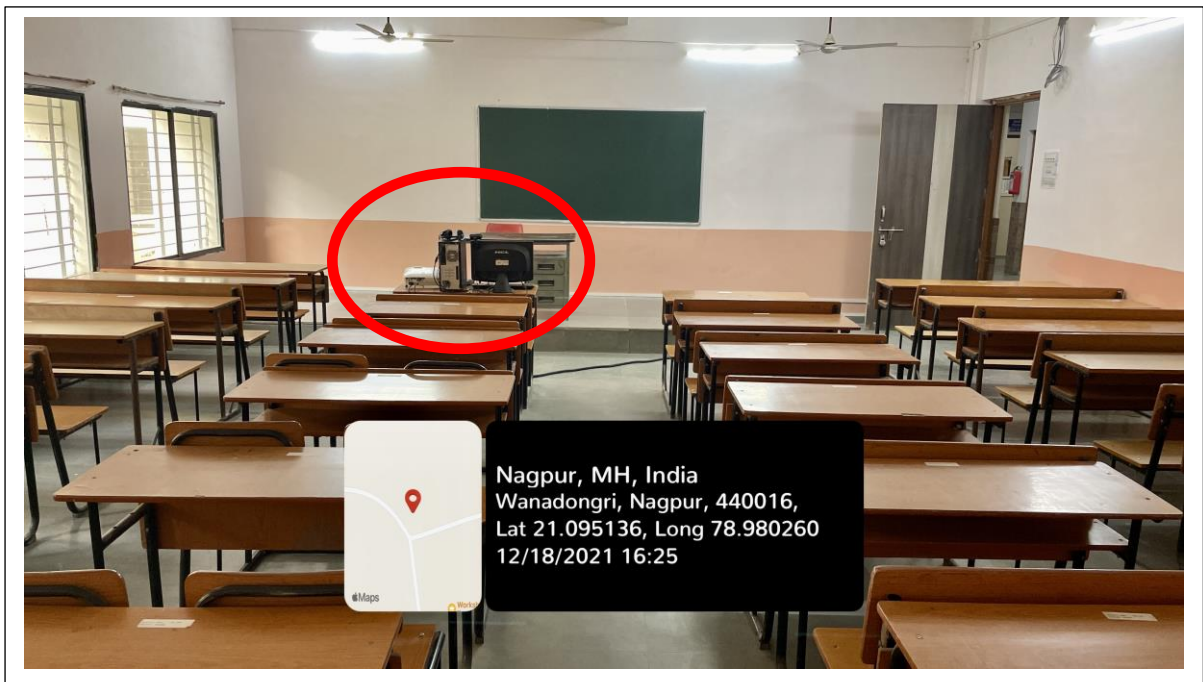 Nagpur, MH, India
Wanadongri, Nagpur, 440016,
Lat 21.095136, Long 78.980260
12/18/2021 16:25
Maps